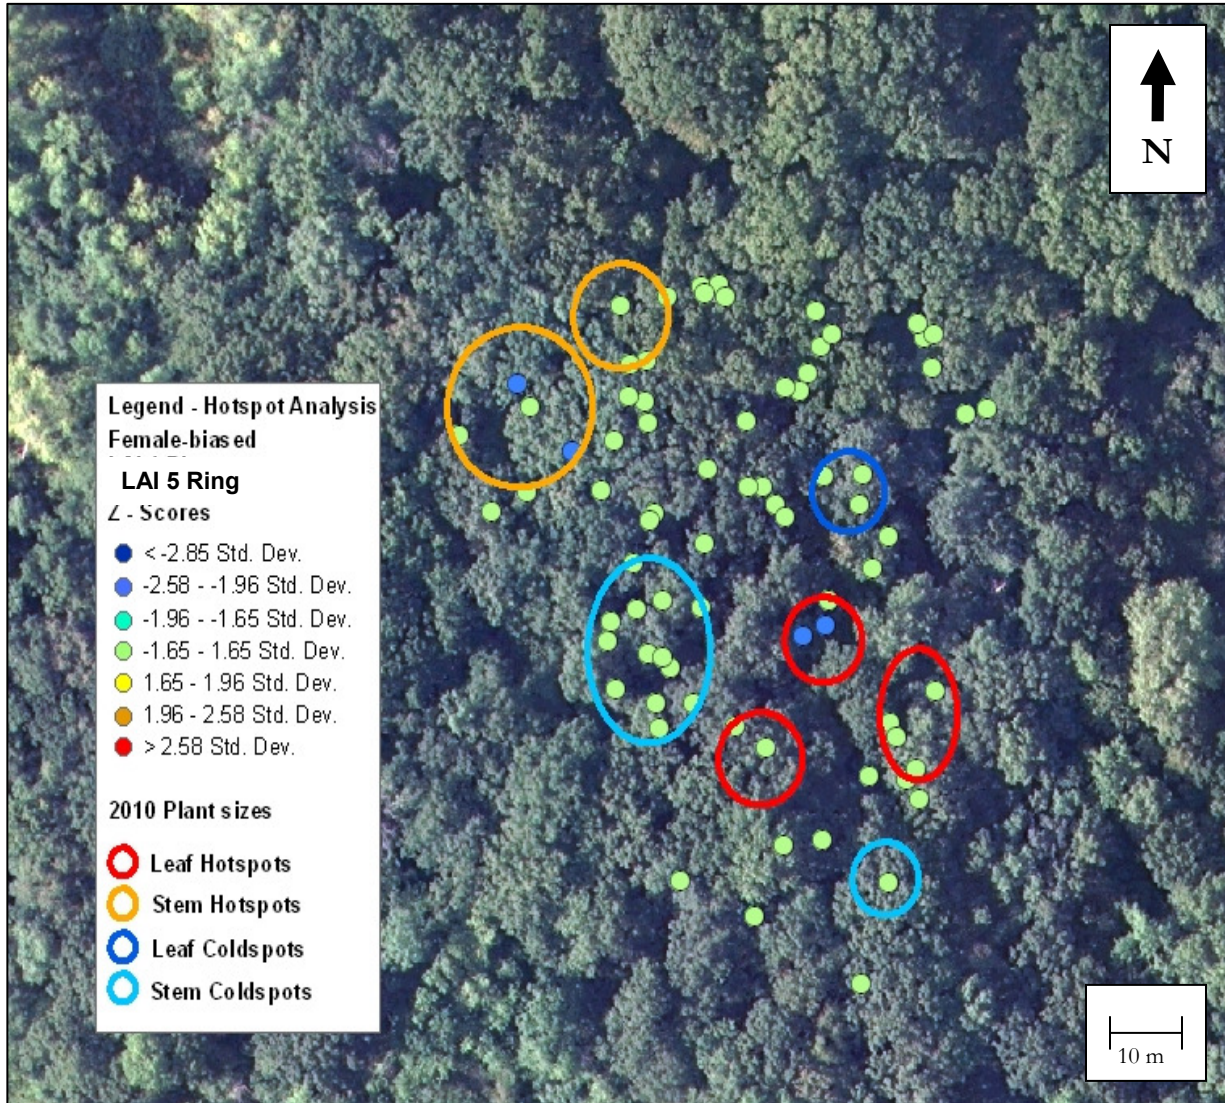 N
Legend - Hotspot Analysis
Female-biased
LAI 5 Ring
Z - Scores
< -2.85 Std. Dev.
-2.58 - -1.96 Std. Dev.
-1.96 - -1.65 Std. Dev.
-1.65 - 1.65 Std. Dev.
1.65 - 1.96 Std. Dev.
1.96 - 2.58 Std. Dev.
> 2.58 Std. Dev.
2010 Plant sizes
Leaf Hotspots
Stem Hotspots
Leaf Coldspots
Stem Coldspots
10 m